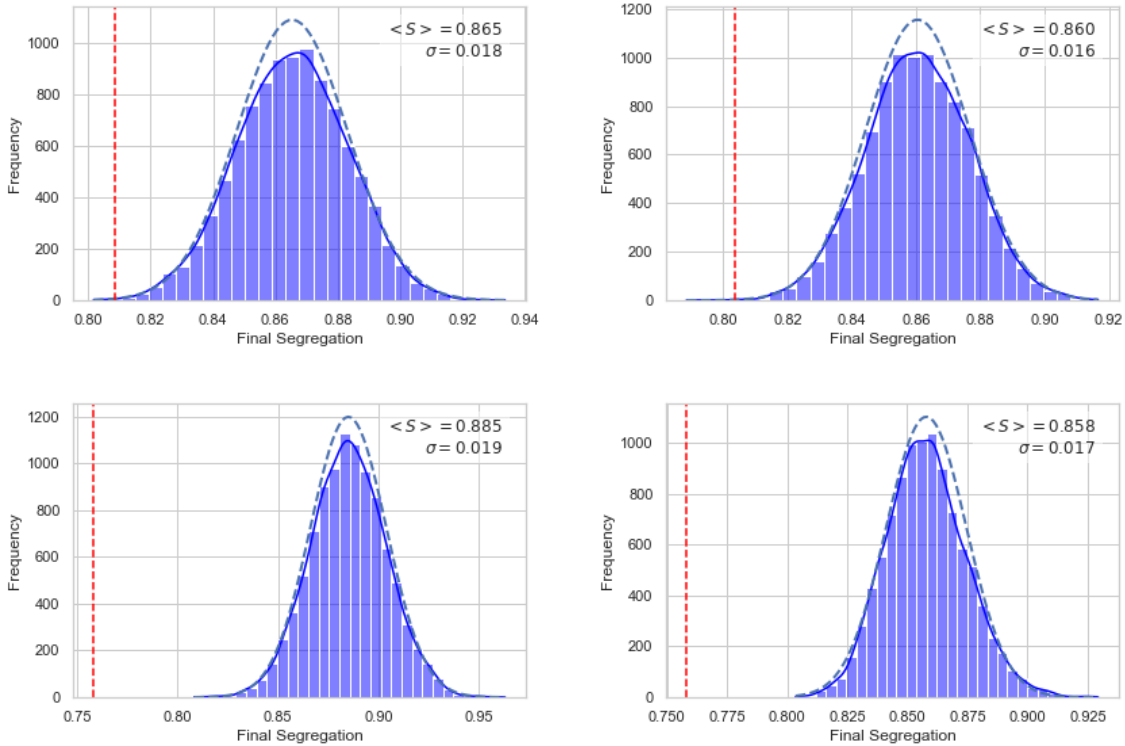 <S> =0.865
σ= 0.018
1000
800
600
400
200
0
Frequency
0.80 0.82 0.84 0.86 0.88 0.90 0.92 0.94
Final Segregation
<S> =0.860
σ= 0.016
1200
1000
800
600
400
200
0
Frequency
0.80 0.82 0.84 0.86 0.88 0.90 0.92
Final Segregation
<S> =0.885
σ= 0.019
1200
1000
800
600
400
200
0
Frequency
0.75 0.80 0.85 0.90 0.95
Final Segregation
<S> =0.858
σ= 0.017
1000
800
600
400
200
0
Frequency
0.750 0.775 0.800 0.825 0.850 0.875 0.900 0.925
Final Segregation